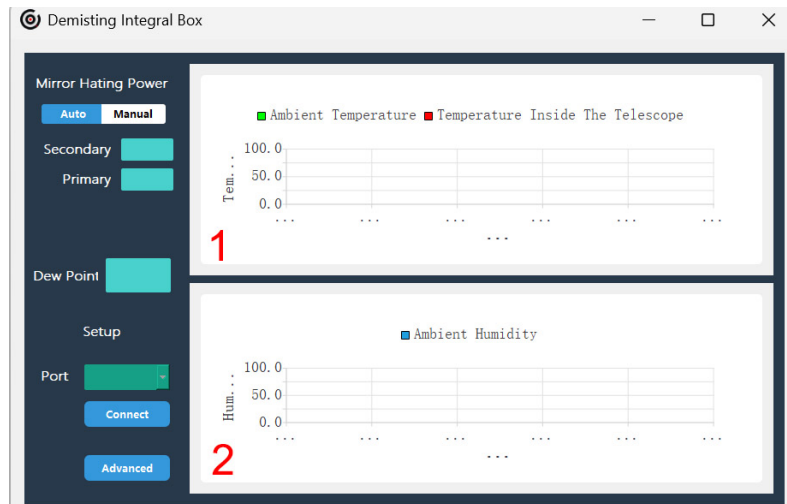 Demisting Integral Box
Mirror Hating Power
Auto Manual
Secondary
Primary
Dew Point
Setup
Port
Connect
Advanced
Ambient Temperature Temperature Inside The Telescope
100.0
50.0
0.0
Tem...
... ... ... ... ... ...
...
1
Ambient Humidity
100.0
50.0
0.0
Hum...
... ... ... ... ... ...
...
2